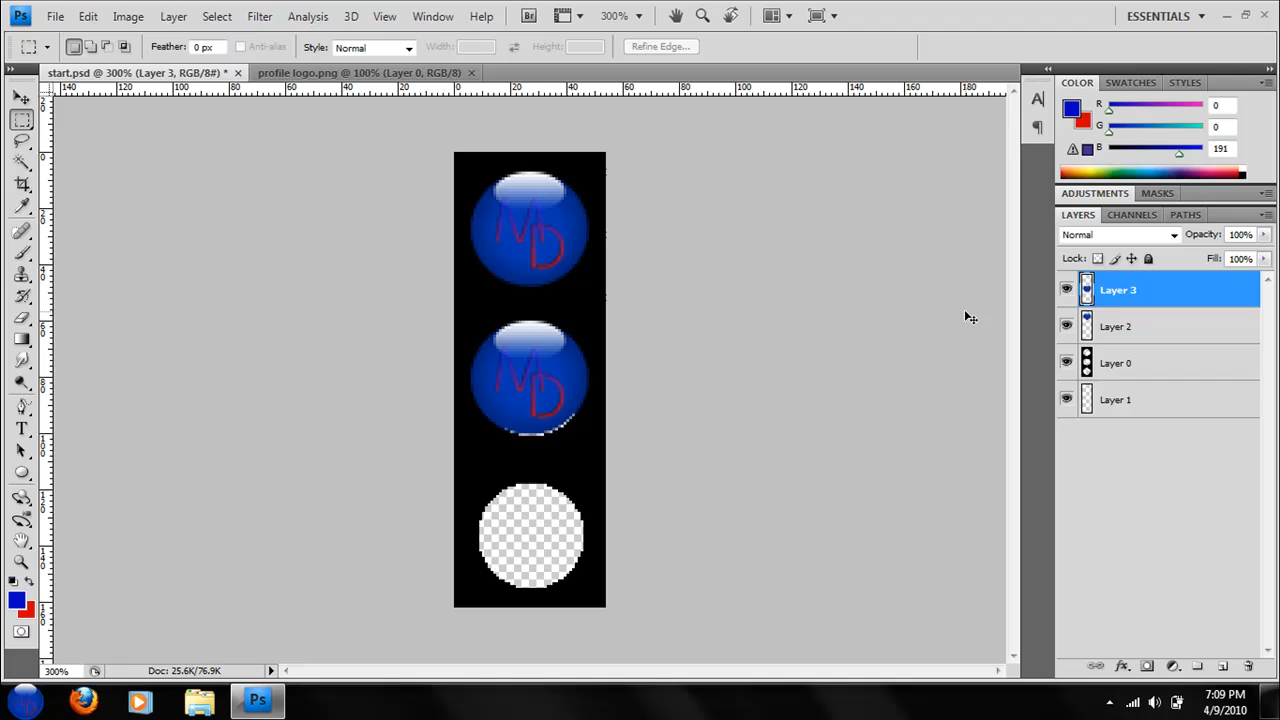 Ps File Edit Image Layer Select Filter Analysis 3D View Window Help Br 300% ESSENTIALS
Feather: 0 px Anti-alias Style: Normal Width: Height: Refine Edge...
start.psd @ 300% (Layer 3, RGB/8#) * x profile logo.png @ 100% (Layer 0, RGB/8) x
140 120 100 80 60 40 20 0 20 40 60 80 100 120 140 160 180
COLOR SWATCHES STYLES
R 0
G 0
B 191
ADJUSTMENTS MASKS
LAYERS CHANNELS PATHS
Normal Opacity: 100%
Lock: Fill: 100%
Layer 3
Layer 2
Layer 0
Layer 1
MD
MD
300% Doc: 25.6K/76.9K
MD Ps
7:09 PM
4/9/2010